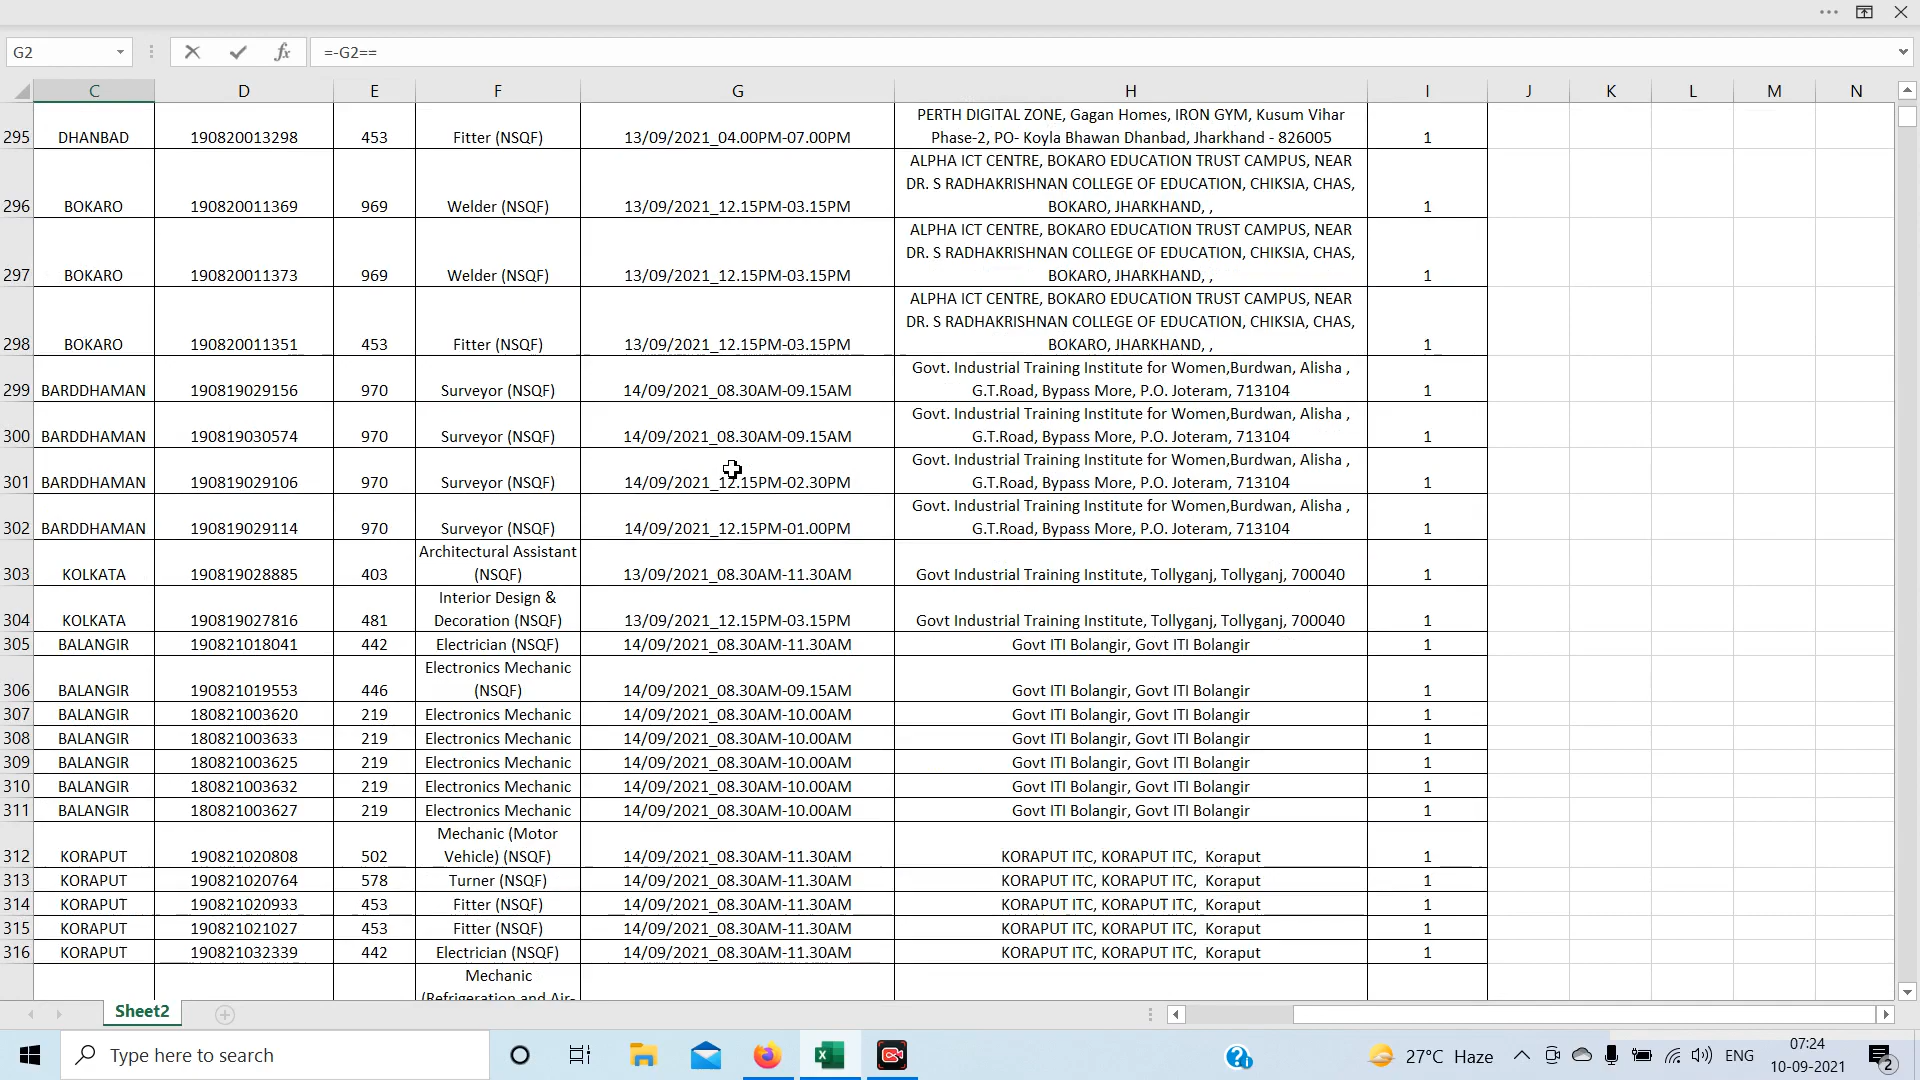 G2
=-G2==
C D E F G H I J K L M N
295 DHANBAD 190820013298 453 Fitter (NSQF) 13/09/2021_04.00PM-07.00PM PERTH DIGITAL ZONE, Gagan Homes, IRON GYM, Kusum Vihar
Phase-2, PO- Koyla Bhawan Dhanbad, Jharkhand - 826005 1
296 BOKARO 190820011369 969 Welder (NSQF) 13/09/2021_12.15PM-03.15PM ALPHA ICT CENTRE, BOKARO EDUCATION TRUST CAMPUS, NEAR
DR. S RADHAKRISHNAN COLLEGE OF EDUCATION, CHIKSIA, CHAS,
BOKARO, JHARKHAND, , 1
297 BOKARO 190820011373 969 Welder (NSQF) 13/09/2021_12.15PM-03.15PM ALPHA ICT CENTRE, BOKARO EDUCATION TRUST CAMPUS, NEAR
DR. S RADHAKRISHNAN COLLEGE OF EDUCATION, CHIKSIA, CHAS,
BOKARO, JHARKHAND, , 1
298 BOKARO 190820011351 453 Fitter (NSQF) 13/09/2021_12.15PM-03.15PM ALPHA ICT CENTRE, BOKARO EDUCATION TRUST CAMPUS, NEAR
DR. S RADHAKRISHNAN COLLEGE OF EDUCATION, CHIKSIA, CHAS,
BOKARO, JHARKHAND, , 1
299 BARDDHAMAN 190819029156 970 Surveyor (NSQF) 14/09/2021_08.30AM-09.15AM Govt. Industrial Training Institute for Women,Burdwan, Alisha ,
G.T.Road, Bypass More, P.O. Joteram, 713104 1
300 BARDDHAMAN 190819030574 970 Surveyor (NSQF) 14/09/2021_08.30AM-09.15AM Govt. Industrial Training Institute for Women,Burdwan, Alisha ,
G.T.Road, Bypass More, P.O. Joteram, 713104 1
301 BARDDHAMAN 190819029106 970 Surveyor (NSQF) 14/09/2021_12.15PM-02.30PM Govt. Industrial Training Institute for Women,Burdwan, Alisha ,
G.T.Road, Bypass More, P.O. Joteram, 713104 1
302 BARDDHAMAN 190819029114 970 Surveyor (NSQF) 14/09/2021_12.15PM-01.00PM Govt. Industrial Training Institute for Women,Burdwan, Alisha ,
G.T.Road, Bypass More, P.O. Joteram, 713104 1
303 KOLKATA 190819028885 403 Architectural Assistant
(NSQF) 13/09/2021_08.30AM-11.30AM Govt Industrial Training Institute, Tollyganj, Tollyganj, 700040 1
304 KOLKATA 190819027816 481 Interior Design &
Decoration (NSQF) 13/09/2021_12.15PM-03.15PM Govt Industrial Training Institute, Tollyganj, Tollyganj, 700040 1
305 BALANGIR 190821018041 442 Electrician (NSQF) 14/09/2021_08.30AM-11.30AM Govt ITI Bolangir, Govt ITI Bolangir 1
306 BALANGIR 190821019553 446 Electronics Mechanic
(NSQF) 14/09/2021_08.30AM-09.15AM Govt ITI Bolangir, Govt ITI Bolangir 1
307 BALANGIR 180821003620 219 Electronics Mechanic 14/09/2021_08.30AM-10.00AM Govt ITI Bolangir, Govt ITI Bolangir 1
308 BALANGIR 180821003633 219 Electronics Mechanic 14/09/2021_08.30AM-10.00AM Govt ITI Bolangir, Govt ITI Bolangir 1
309 BALANGIR 180821003625 219 Electronics Mechanic 14/09/2021_08.30AM-10.00AM Govt ITI Bolangir, Govt ITI Bolangir 1
310 BALANGIR 180821003632 219 Electronics Mechanic 14/09/2021_08.30AM-10.00AM Govt ITI Bolangir, Govt ITI Bolangir 1
311 BALANGIR 180821003627 219 Electronics Mechanic 14/09/2021_08.30AM-10.00AM Govt ITI Bolangir, Govt ITI Bolangir 1
312 KORAPUT 190821020808 502 Mechanic (Motor
Vehicle) (NSQF) 14/09/2021_08.30AM-11.30AM KORAPUT ITC, KORAPUT ITC, Koraput 1
313 KORAPUT 190821020764 578 Turner (NSQF) 14/09/2021_08.30AM-11.30AM KORAPUT ITC, KORAPUT ITC, Koraput 1
314 KORAPUT 190821020933 453 Fitter (NSQF) 14/09/2021_08.30AM-11.30AM KORAPUT ITC, KORAPUT ITC, Koraput 1
315 KORAPUT 190821021027 453 Fitter (NSQF) 14/09/2021_08.30AM-11.30AM KORAPUT ITC, KORAPUT ITC, Koraput 1
316 KORAPUT 190821032339 442 Electrician (NSQF) 14/09/2021_08.30AM-11.30AM KORAPUT ITC, KORAPUT ITC, Koraput 1
Mechanic
(Refrigeration and Air-
Sheet2
Type here to search
27°C Haze
ENG
07:24
10-09-2021
2